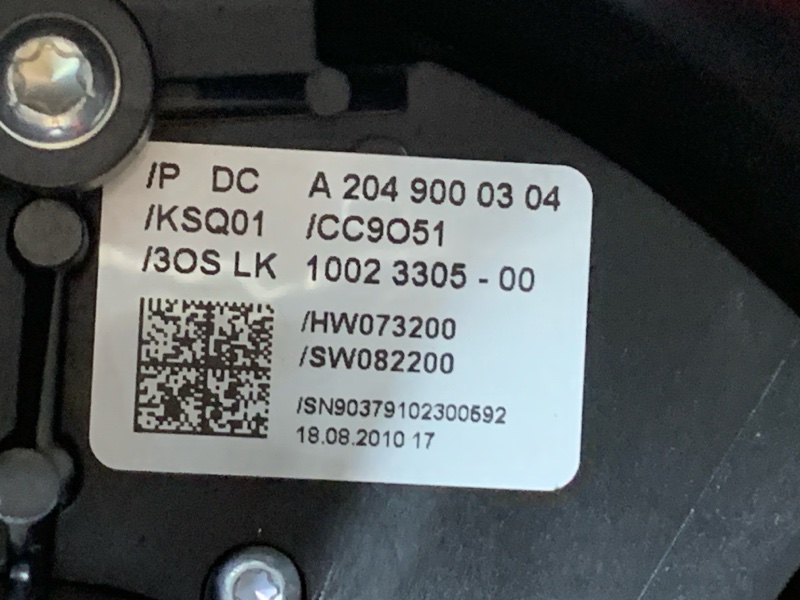 /P DC A 204 900 03 04
/KSQ01 /CC9O51
/3OS LK 1002 3305 - 00
/HW073200
/SW082200
/SN90379102300592
18.08.2010 17